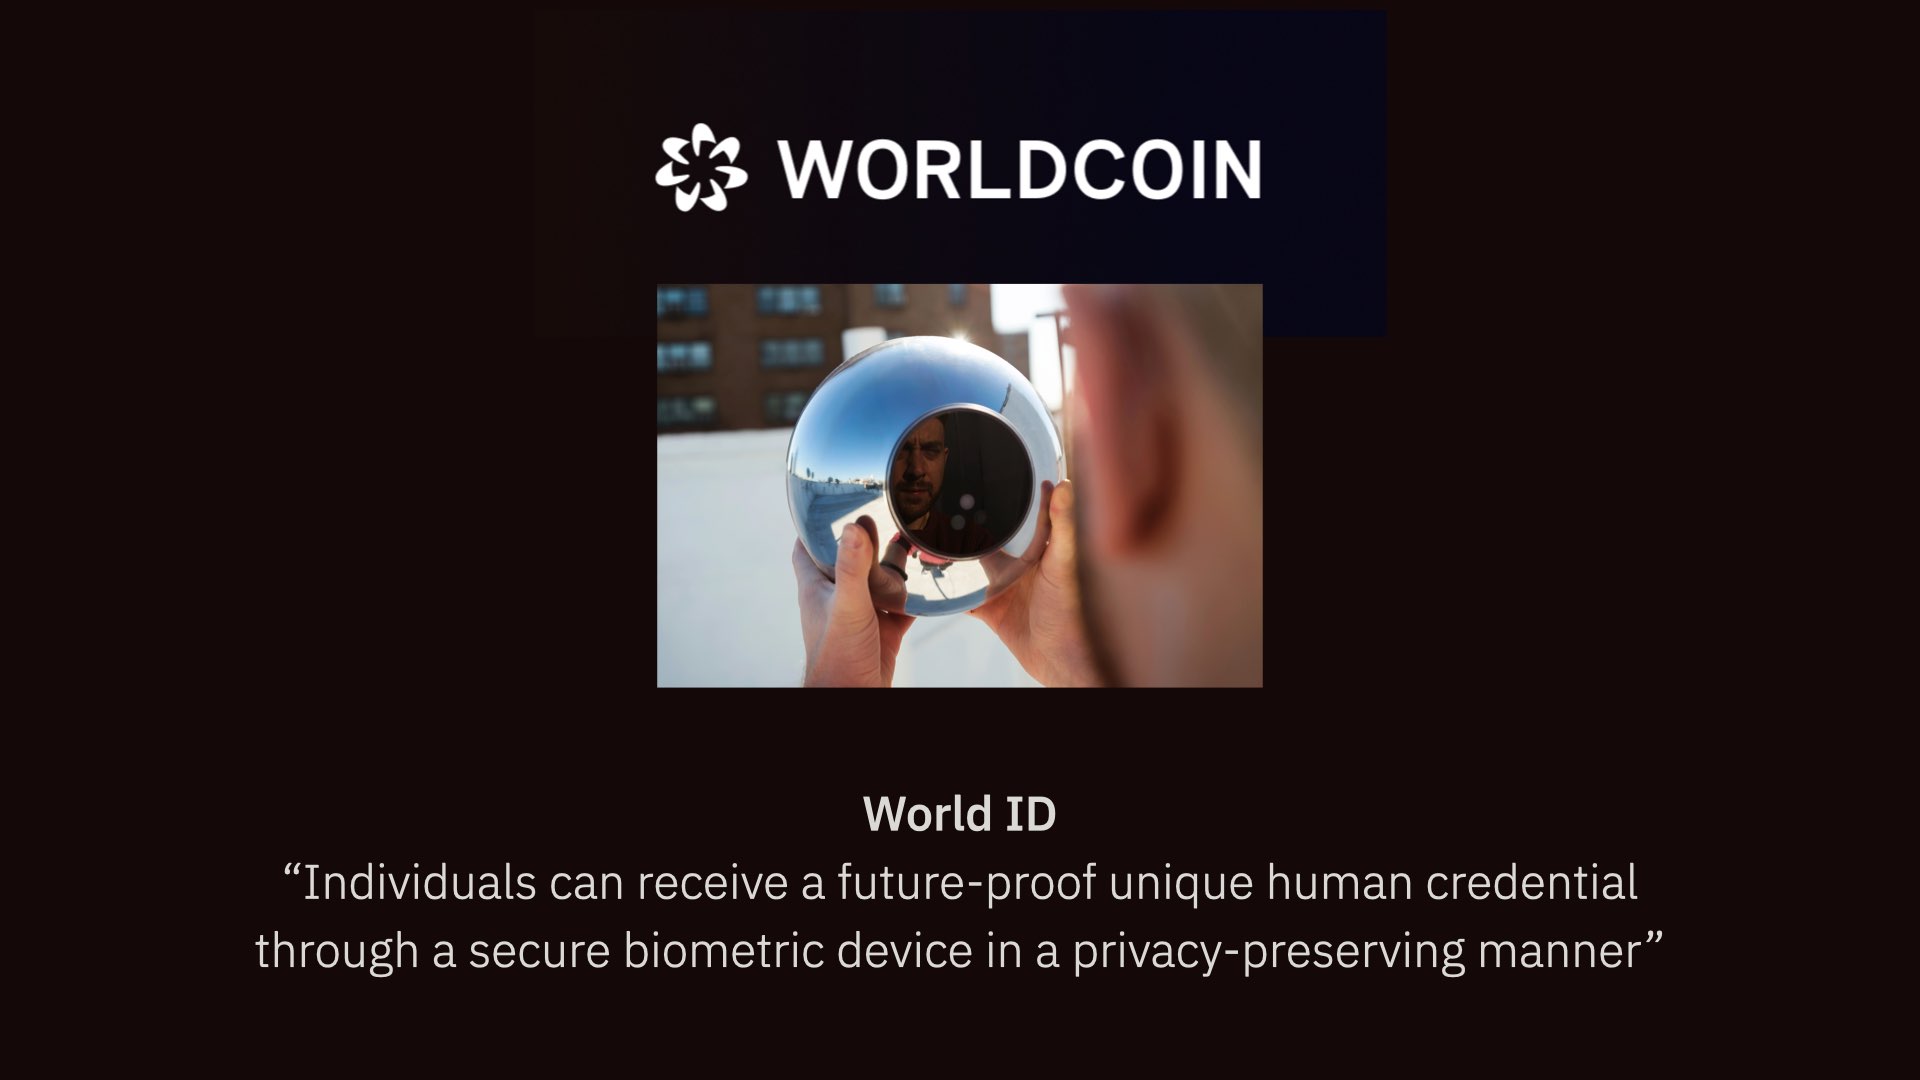 WORLDCOIN
World ID
“Individuals can receive a future-proof unique human credential
through a secure biometric device in a privacy-preserving manner”